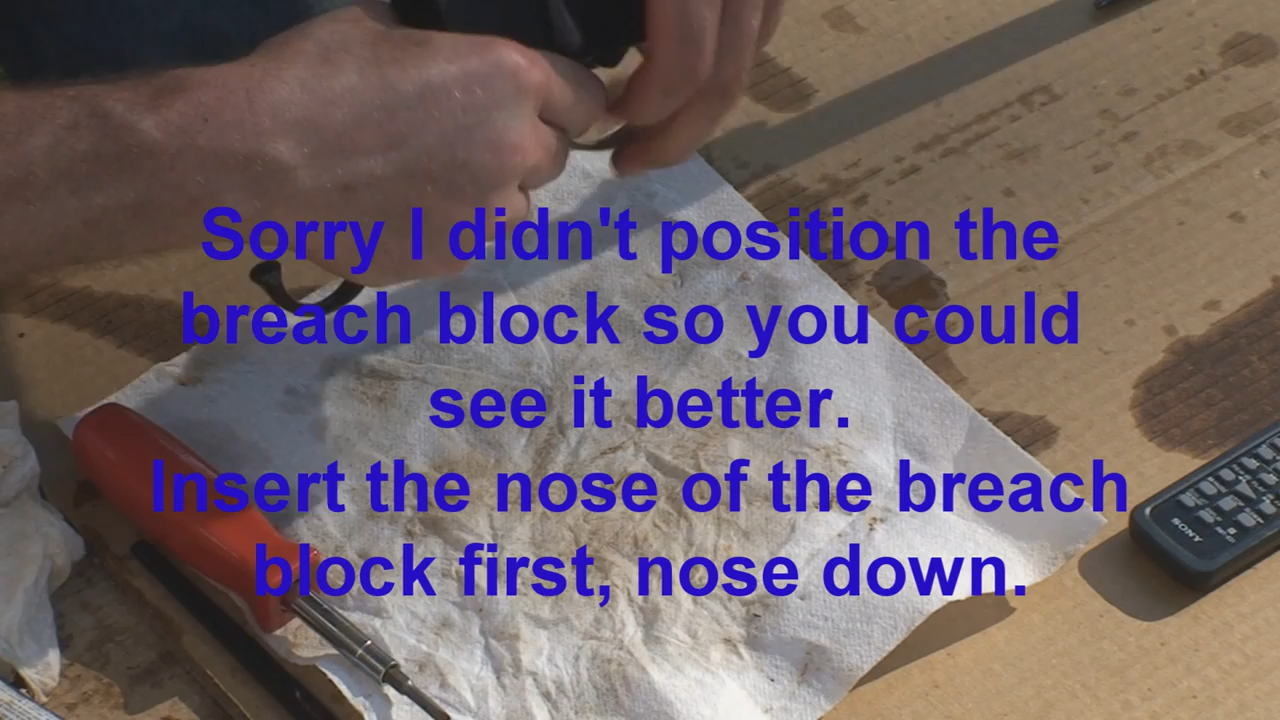 Sorry I didn't position the
breach block so you could
see it better.
Insert the nose of the breach
block first, nose down.
SONY